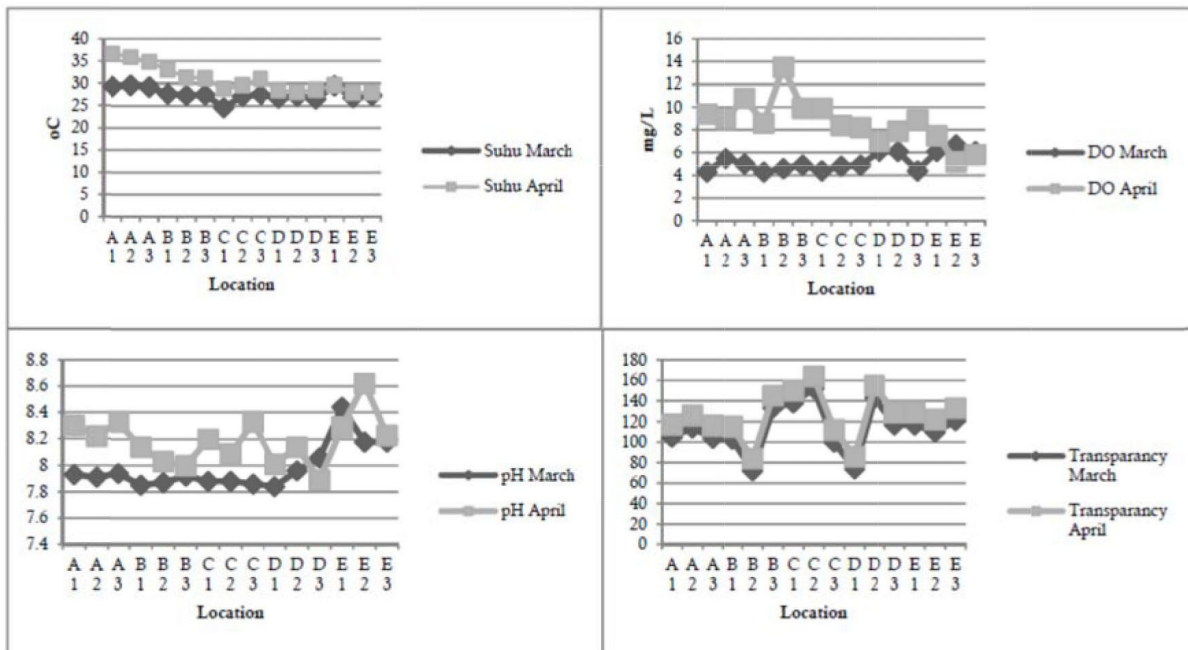 40
35
30
25
20
15
10
5
0
oC
A B C D E
A A A B B B C C C D D D E E E
1 2 3 1 2 3 1 2 3 1 2 3 1 2 3
Location
Suhu March
Suhu April
16
14
12
10
8
6
4
2
0
mg/L
A A A B B B C C C D D D E E E
1 2 3 1 2 3 1 2 3 1 2 3 1 2 3
Location
DO March
DO April
8.8
8.6
8.4
8.2
8
7.8
7.6
7.4
A A A B B B C C C D D D E E E
1 2 3 1 2 3 1 2 3 1 2 3 1 2 3
Location
pH March
pH April
180
160
140
120
100
80
60
40
20
0
A A A B B B C C C D D D E E E
1 2 3 1 2 3 1 2 3 1 2 3 1 2 3
Location
Transparancy
March
Transparancy
April